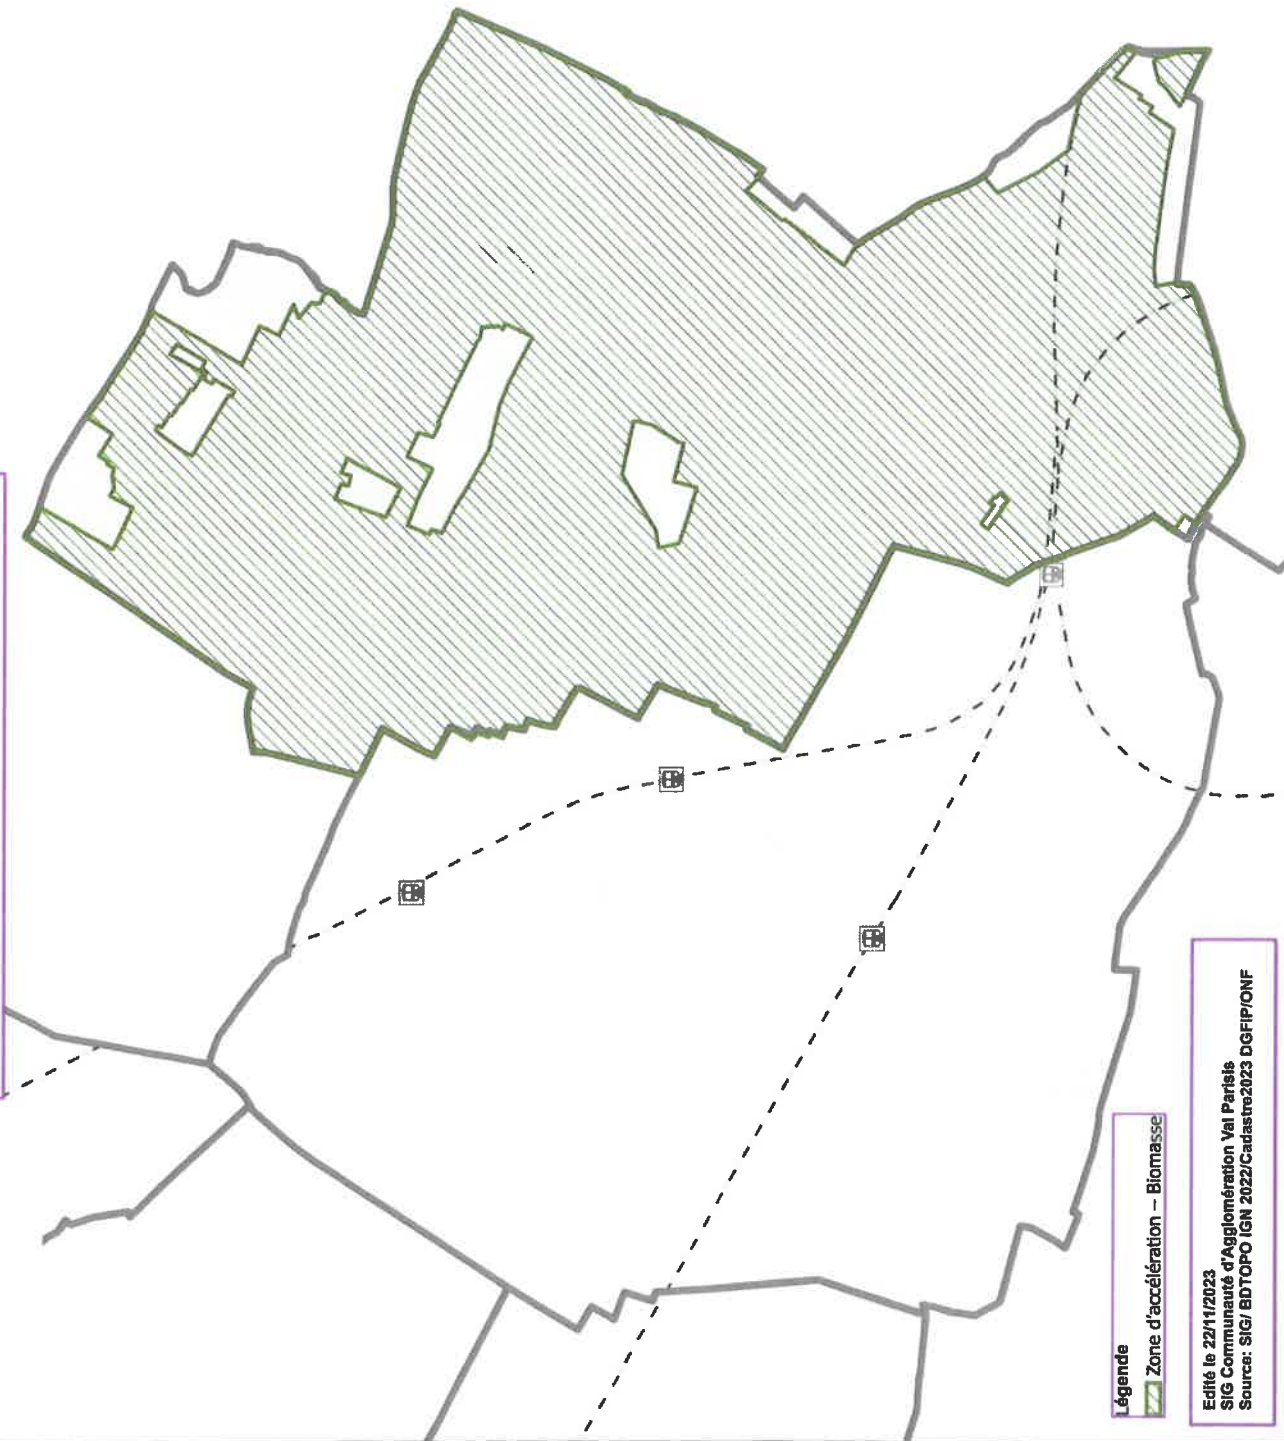 Légende
Zone d'accélération – Biomasse
Edité le 22/11/2023
SIG Communauté d'Agglomération Val Parisis
Source: SIG/ BDTOPO IGN 2022/Cadastre2023 DGFIP/ONF